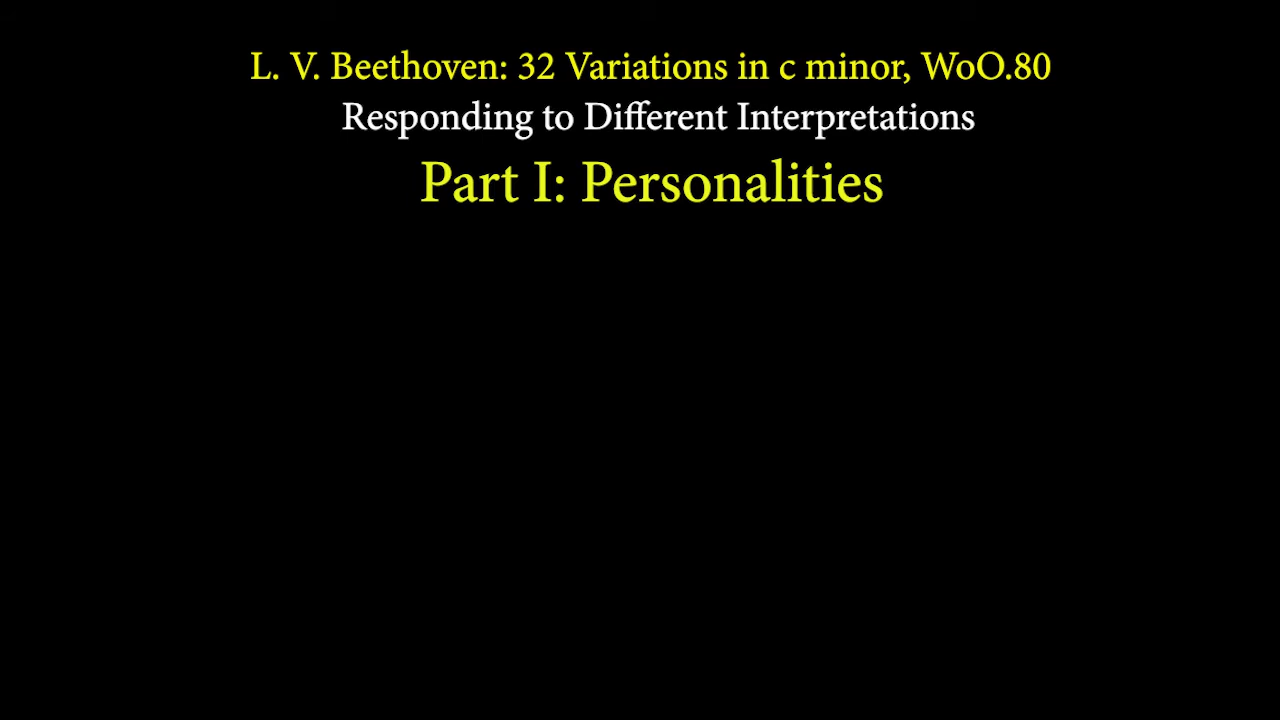 L. V. Beethoven: 32 Variations in c minor, WoO.80
Responding to Different Interpretations
Part I: Personalities